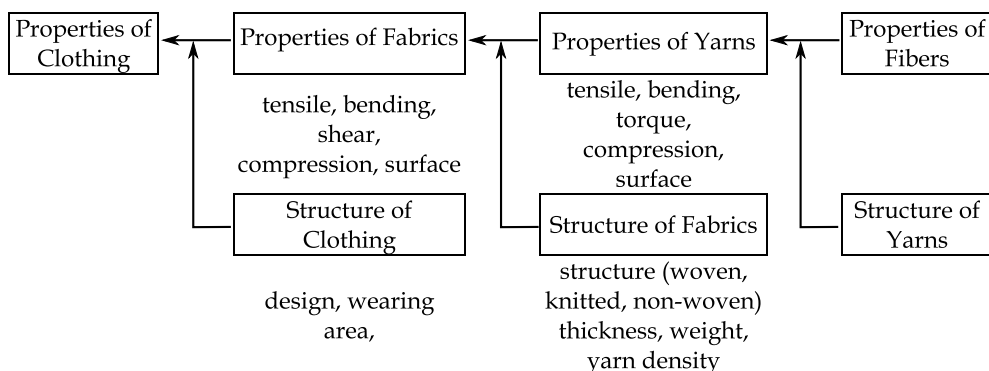 Properties of
Clothing
Properties of Fabrics
Properties of Yarns
Properties of
Fibers
tensile, bending,
shear,
compression, surface
tensile, bending,
torque,
compression,
surface
Structure of
Clothing
Structure of Fabrics
Structure of
Yarns
design, wearing
area,
structure (woven,
knitted, non-woven)
thickness, weight,
yarn density